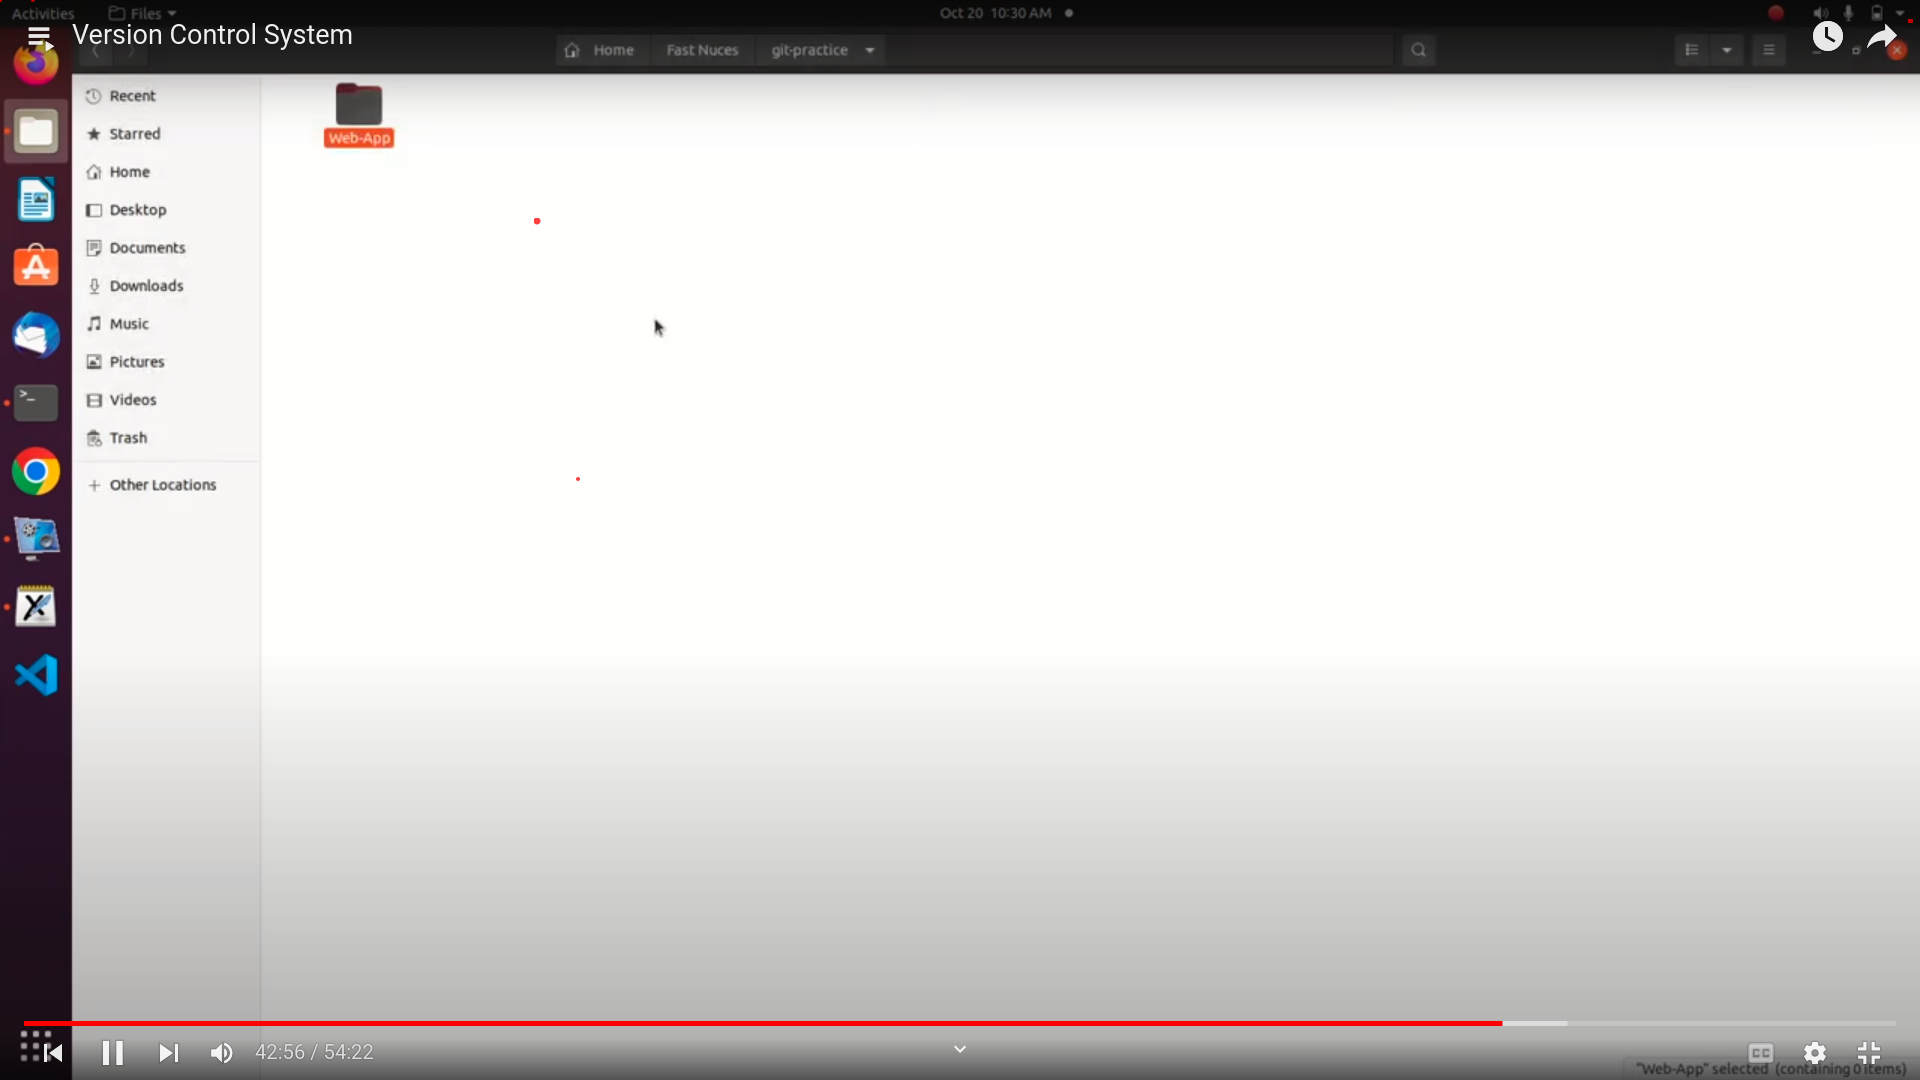 Activities
Files
Oct 20 10:30 AM
Version Control System
Home
Fast Nuces
git-practice
Recent
Starred
Home
Desktop
Documents
Downloads
Music
Pictures
Videos
Trash
Other Locations
Web-App
42:56 / 54:22
CC
"Web-App" selected (containing 0 items)